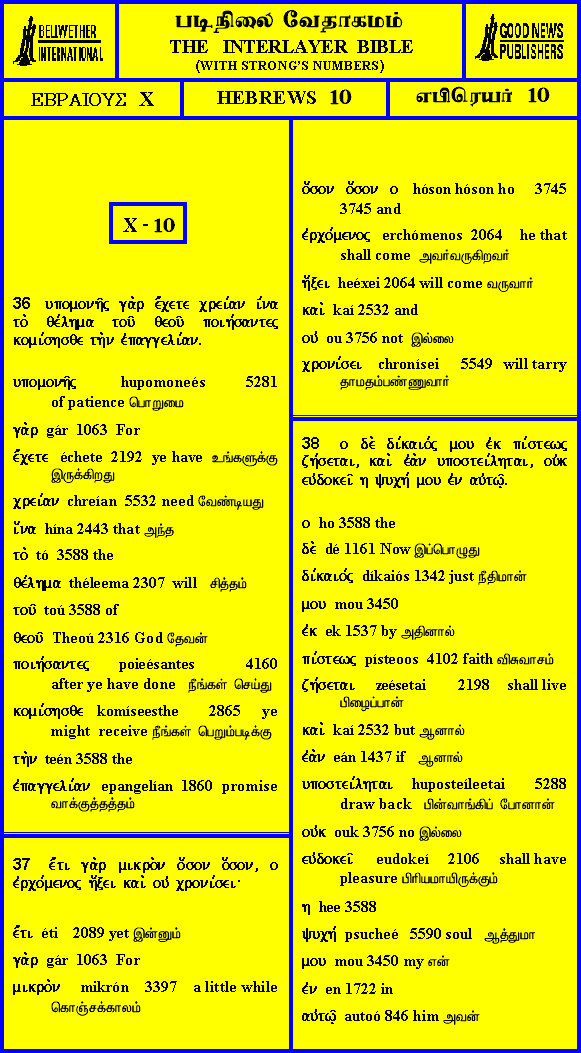 BELLWETHER
INTERNATIONAL
படிநிலை வேதாகமம்
THE INTERLAYER BIBLE
(WITH STRONG'S NUMBERS)
GOOD NEWS
PUBLISHERS
ΕΒΡΑΙΟΥΣ X
HEBREWS 10
எபிரெயர் 10
X - 10
36 υπομονῆς γὰρ ἔχετε χρείαν ίνα
τὸ θέλημα τοῦ θεοῦ ποιήσαντες
κομίσησθε τὴν ἐπαγγελίαν.
υπομονῆς hupomoneés 5281
of patience பொறுமை
γὰρ gár 1063 For
ἔχετε échete 2192 ye have உங்களுக்கு
இருக்கிறது
χρείαν chreían 5532 need வேண்டியது
ἵνα hína 2443 that அந்த
τὸ tó 3588 the
θέλημα théleema 2307 will சித்தம்
τοῦ toú 3588 of
θεοῦ Theoú 2316 God தேவன்
ποιήσαντες poieésantes 4160
after ye have done நீங்கள் செய்து
κομίσησθε komíseesthe 2865 ye
might receive நீங்கள் பெறும்படிக்கு
τὴν teén 3588 the
ἐπαγγελίαν epangelían 1860 promise
வாக்குத்தத்தம்
37 ἔτι γὰρ μικρὸν ὅσον ὅσον, ο
ἐρχόμενος ἥξει καὶ οὐ χρονίσει·
ἔτι éti 2089 yet இன்னும்
γὰρ gár 1063 For
μικρὸν mikrón 3397 a little while
கொஞ்சக்காலம்
ὅσον ὅσον ο hóson hóson ho 3745
3745 and
ἐρχόμενος erchómenos 2064 he that
shall come அவர்வருகிறவர்
ἥξει heéxei 2064 will come வருவார்
καὶ kaí 2532 and
οὐ ou 3756 not இல்லை
χρονίσει chronísei 5549 will tarry
தாமதம்பண்ணுவார்
38 ο δὲ δίκαιός μου ἐκ πίστεως
ζήσεται, καὶ ἐὰν υποστείληται, οὐκ
εὐδοκεῖ η ψυχή μου ἐν αὐτῷ.
ο ho 3588 the
δὲ dé 1161 Now இப்பொழுது
δίκαιός díkaiós 1342 just நீதிமான்
μου mou 3450
ἐκ ek 1537 by அதினால்
πίστεως písteoos 4102 faith விசுவாசம்
ζήσεται zeésetai 2198 shall live
பிழைப்பான்
καὶ kaí 2532 but ஆனால்
ἐὰν eán 1437 if ஆனால்
υποστείληται huposteíleetai 5288
draw back பின்வாங்கிப் போனான்
οὐκ ouk 3756 no இல்லை
εὐδοκεῖ eudokeí 2106 shall have
pleasure பிரியமாயிருக்கும்
η hee 3588
ψυχή psucheé 5590 soul ஆத்துமா
μου mou 3450 my என்
ἐν en 1722 in
αὐτῷ autoó 846 him அவன்